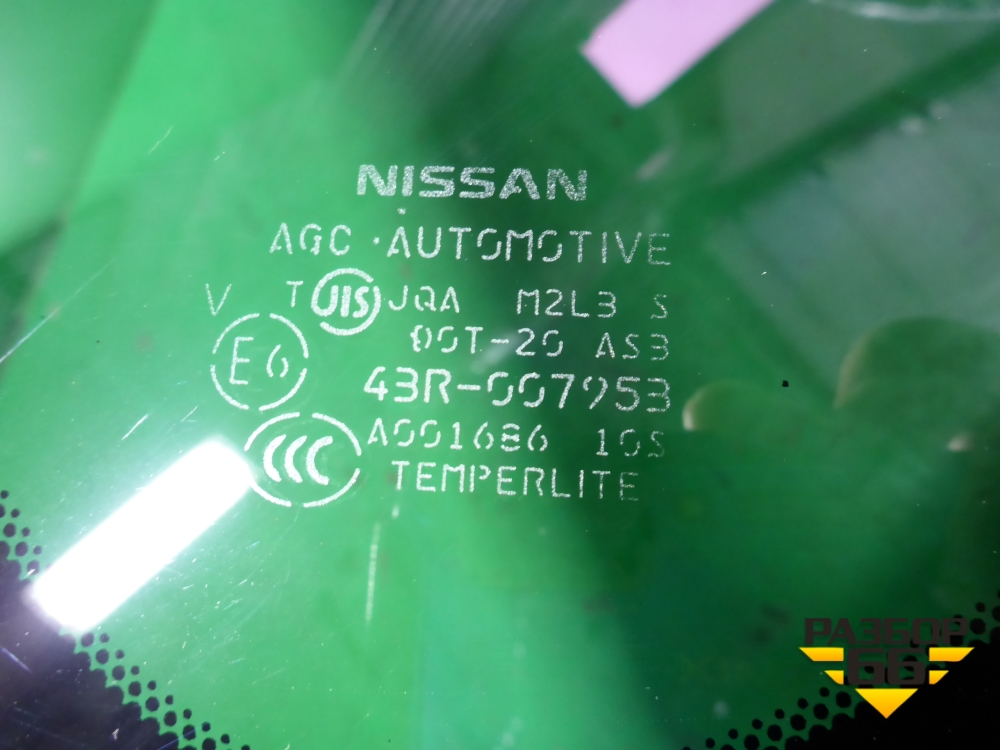 NISSAN
AGC · AUTOMOTIVE
V T JIS JQA M2L3 S
DOT-20 AS3
E6 43R-007953
CCC A001686 10S
TEMPERLITE
РАЗБОР
66